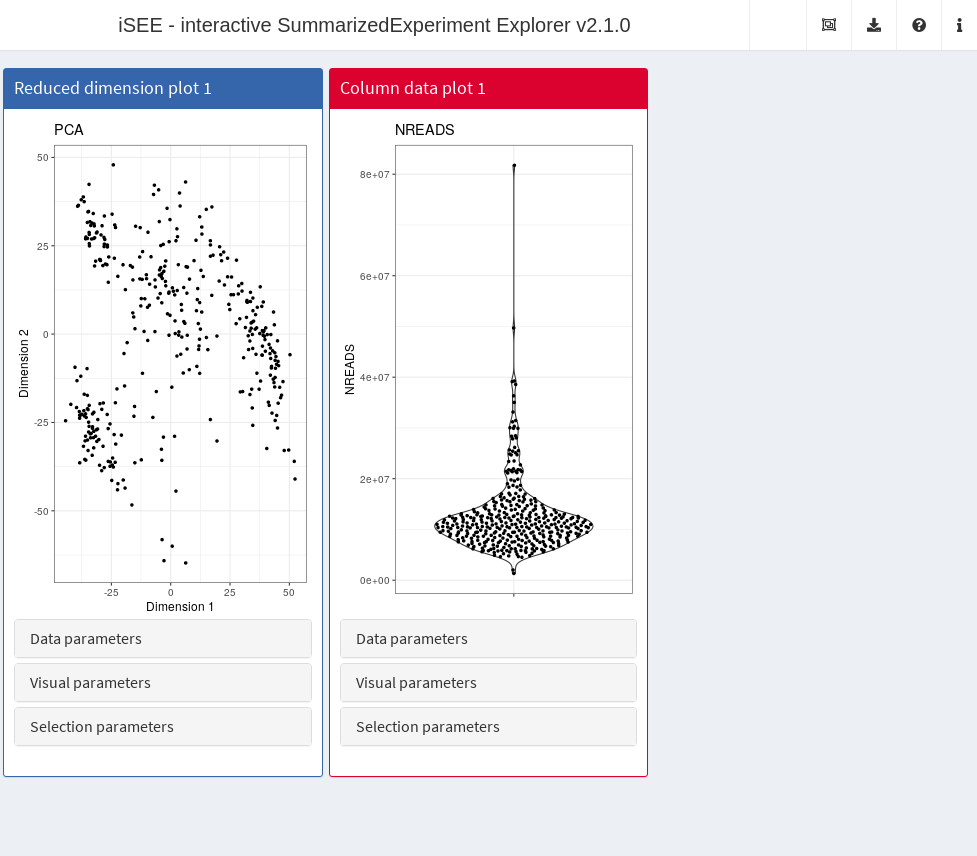 iSEE - interactive SummarizedExperiment Explorer v2.1.0
Reduced dimension plot 1
PCA
50
25
0
-25
-50
Dimension 2
-25 0 25 50
Dimension 1
Data parameters
Visual parameters
Selection parameters
Column data plot 1
NREADS
8e+07
6e+07
4e+07
2e+07
0e+00
NREADS
Data parameters
Visual parameters
Selection parameters